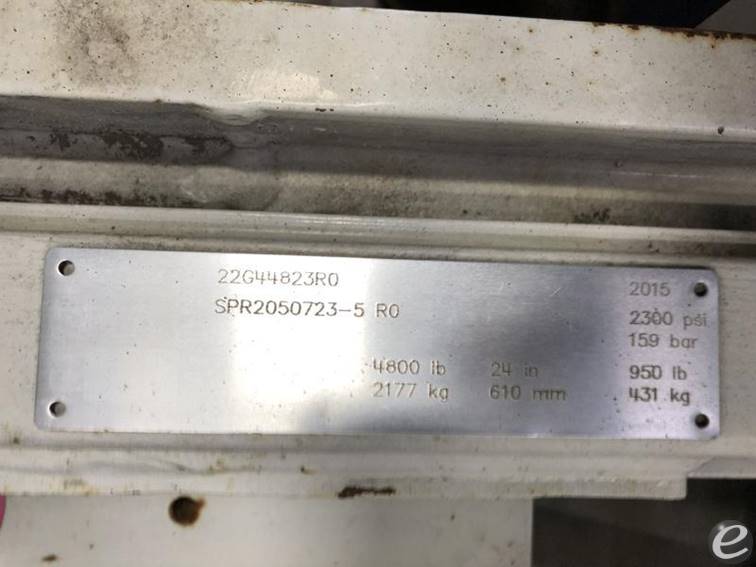 22G44823R0
2015
SPR2050723-5 R0
2300 psi
159 bar
4800 lb 24 in 950 lb
2177 kg 610 mm 431 kg
e